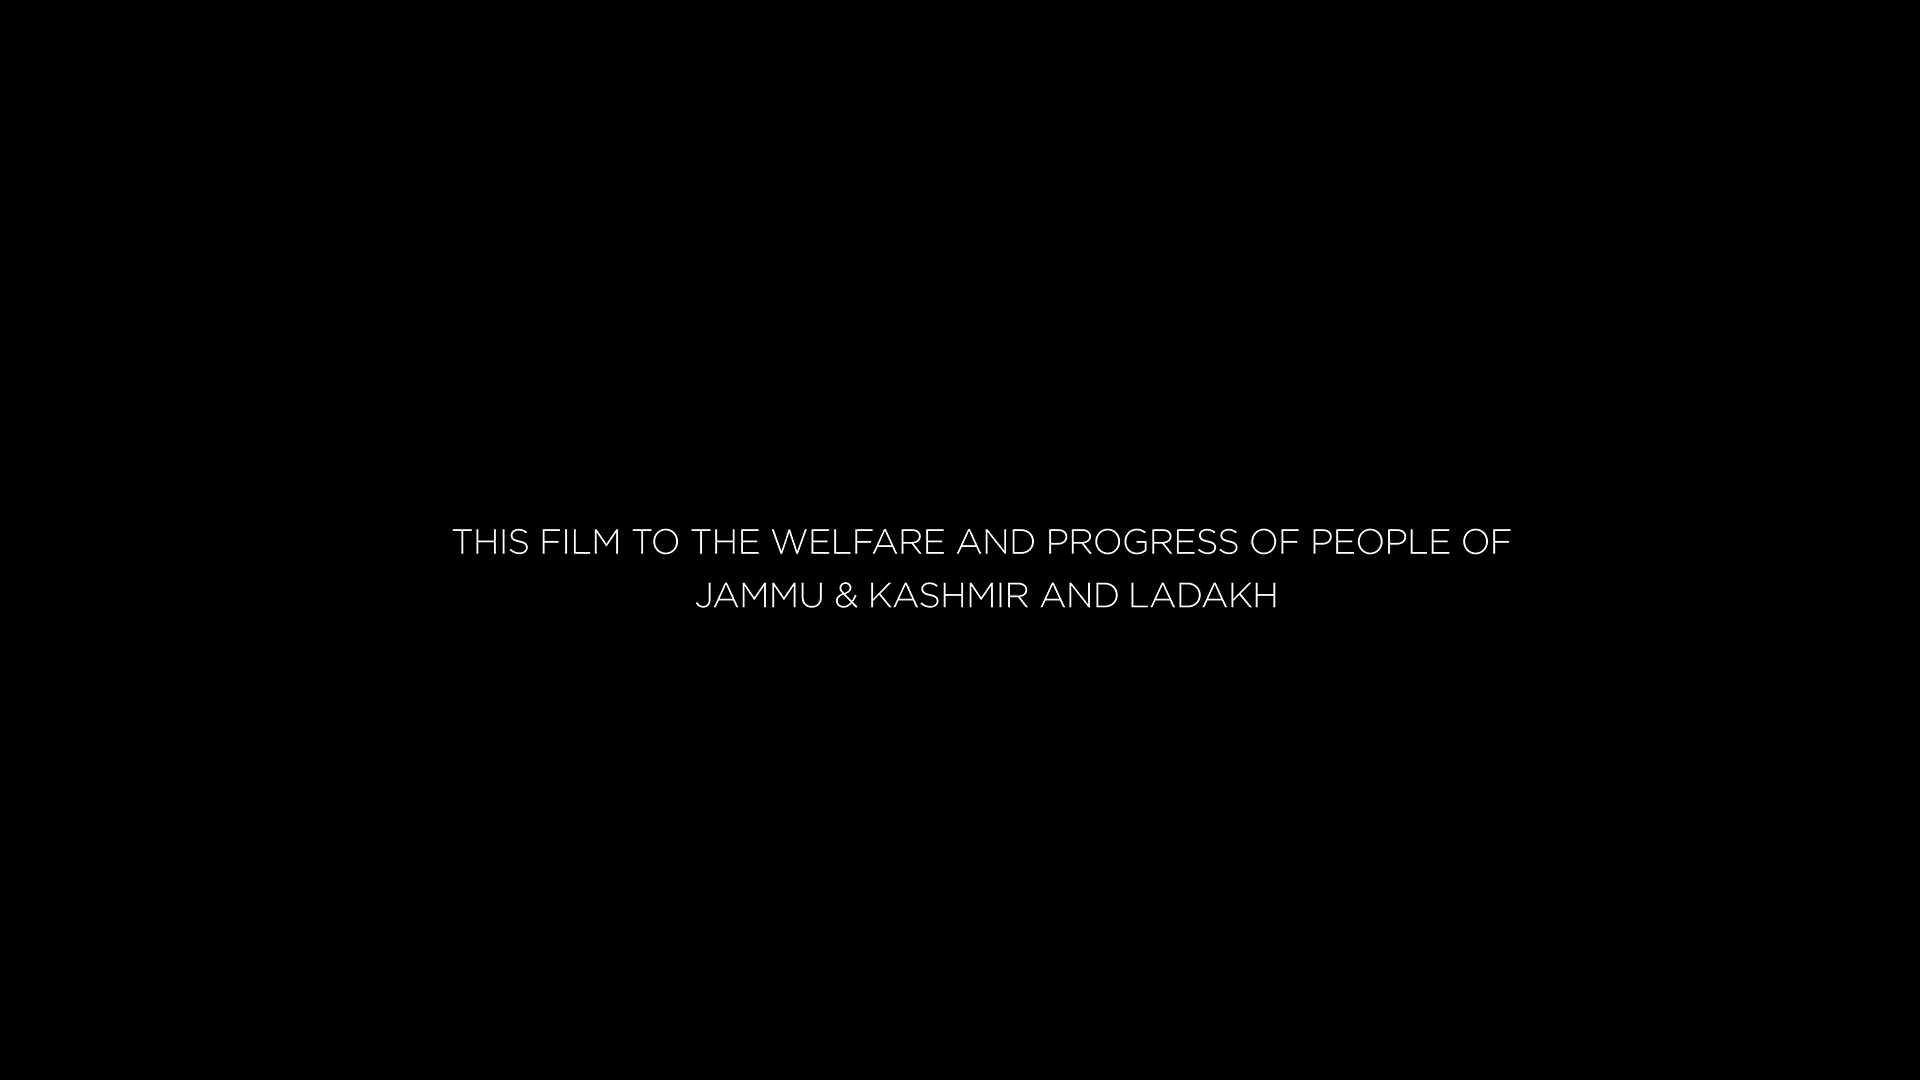 THIS FILM TO THE WELFARE AND PROGRESS OF PEOPLE OF
JAMMU & KASHMIR AND LADAKH